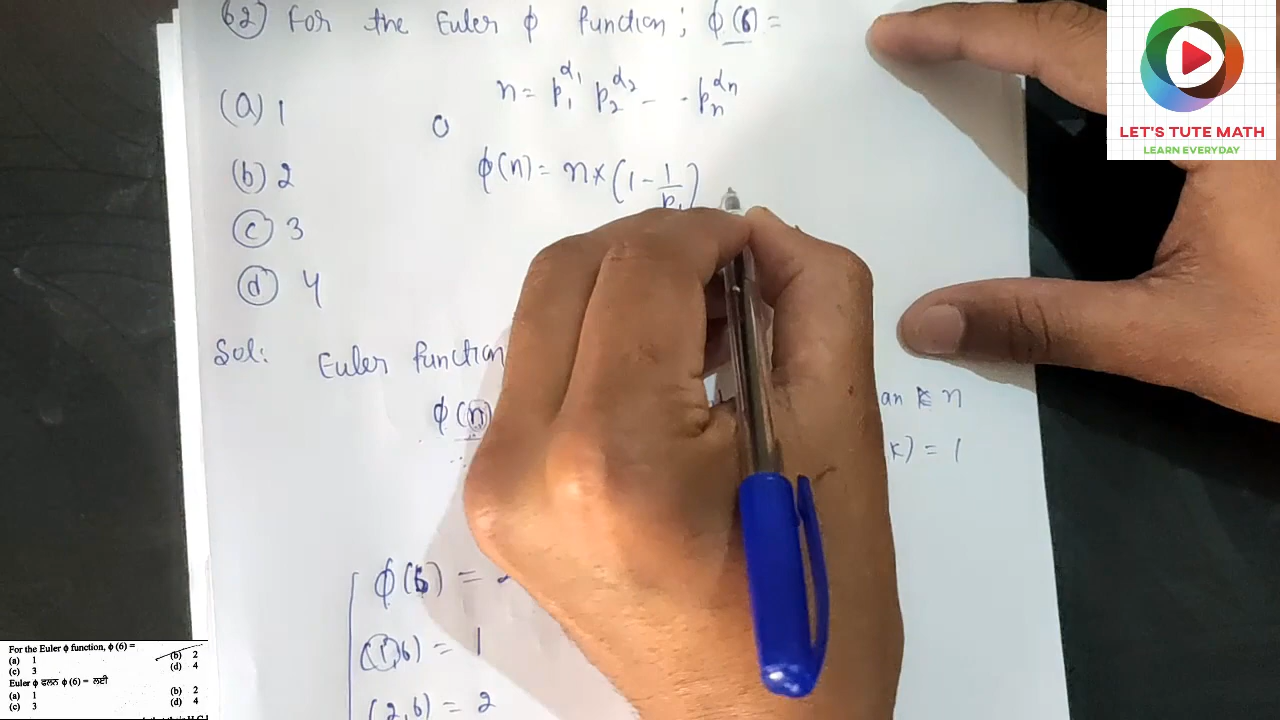 62) For the Euler ϕ function; ϕ(6) =
n = p₁^α₁ p₂^α₂ - - pₙ^αn
(a) 1
(b) 2
ϕ(n) = n × (1 - 1/p₁)
(c) 3
(d) 4
Sol: Euler function
ϕ(n) an k n
k) = 1
ϕ(6) =
(1,6) = 1
(2,6) = 2
LET'S TUTE MATH
LEARN EVERYDAY
For the Euler ϕ function, ϕ (6) =
(a) 1 (b) 2
(c) 3 (d) 4
Euler ϕ ਫਲਨ ϕ (6) = ਲਈ
(a) 1 (b) 2
(c) 3 (d) 4